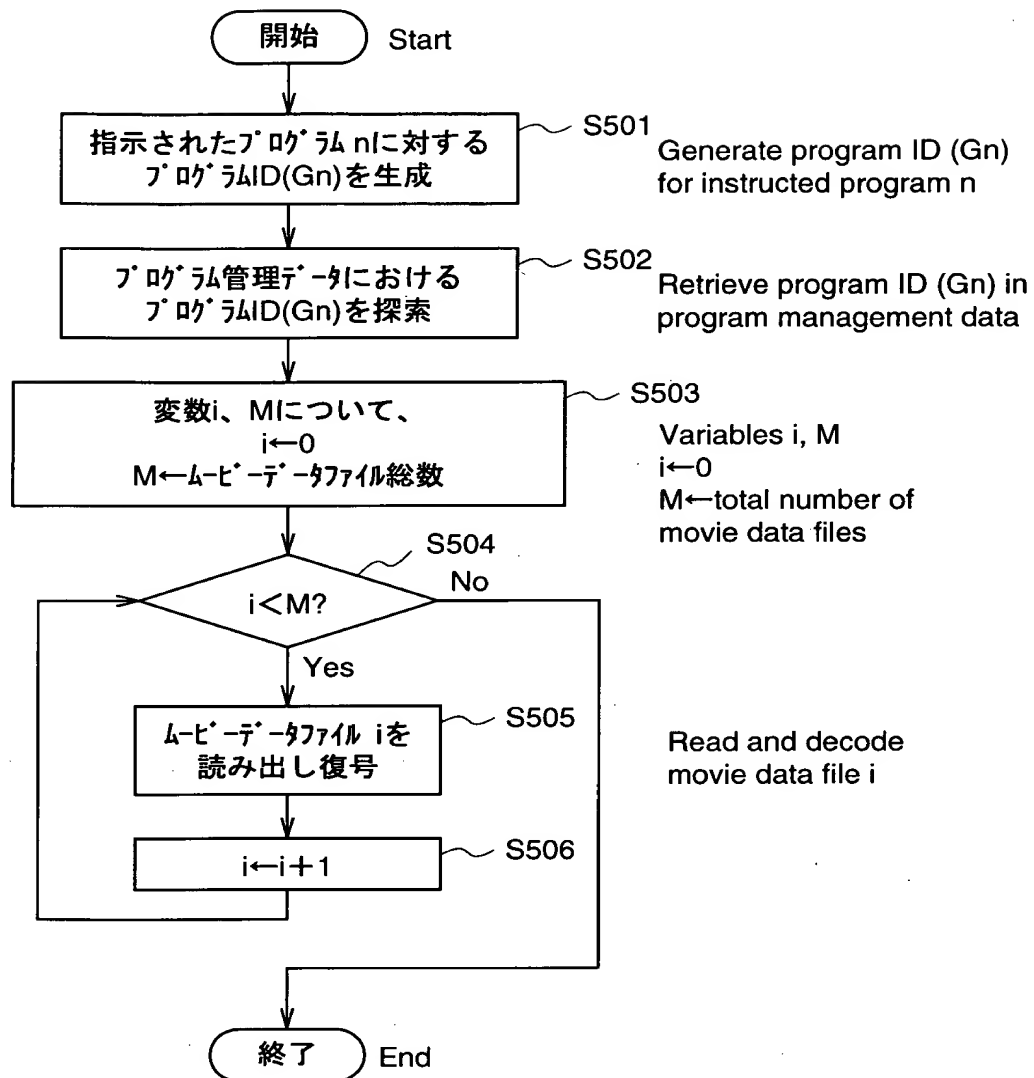 開始
Start
S501
指示されたプログラムnに対する
プログラムID(Gn)を生成
Generate program ID (Gn)
for instructed program n
S502
プログラム管理データにおける
プログラムID(Gn)を探索
Retrieve program ID (Gn) in
program management data
S503
変数i、Mについて、
i←0
M←ムービーデータファイル総数
Variables i, M
i←0
M←total number of
movie data files
S504
i<M?
No
Yes
S505
ムービーデータファイル iを
読み出し復号
Read and decode
movie data file i
S506
i←i+1
終了
End